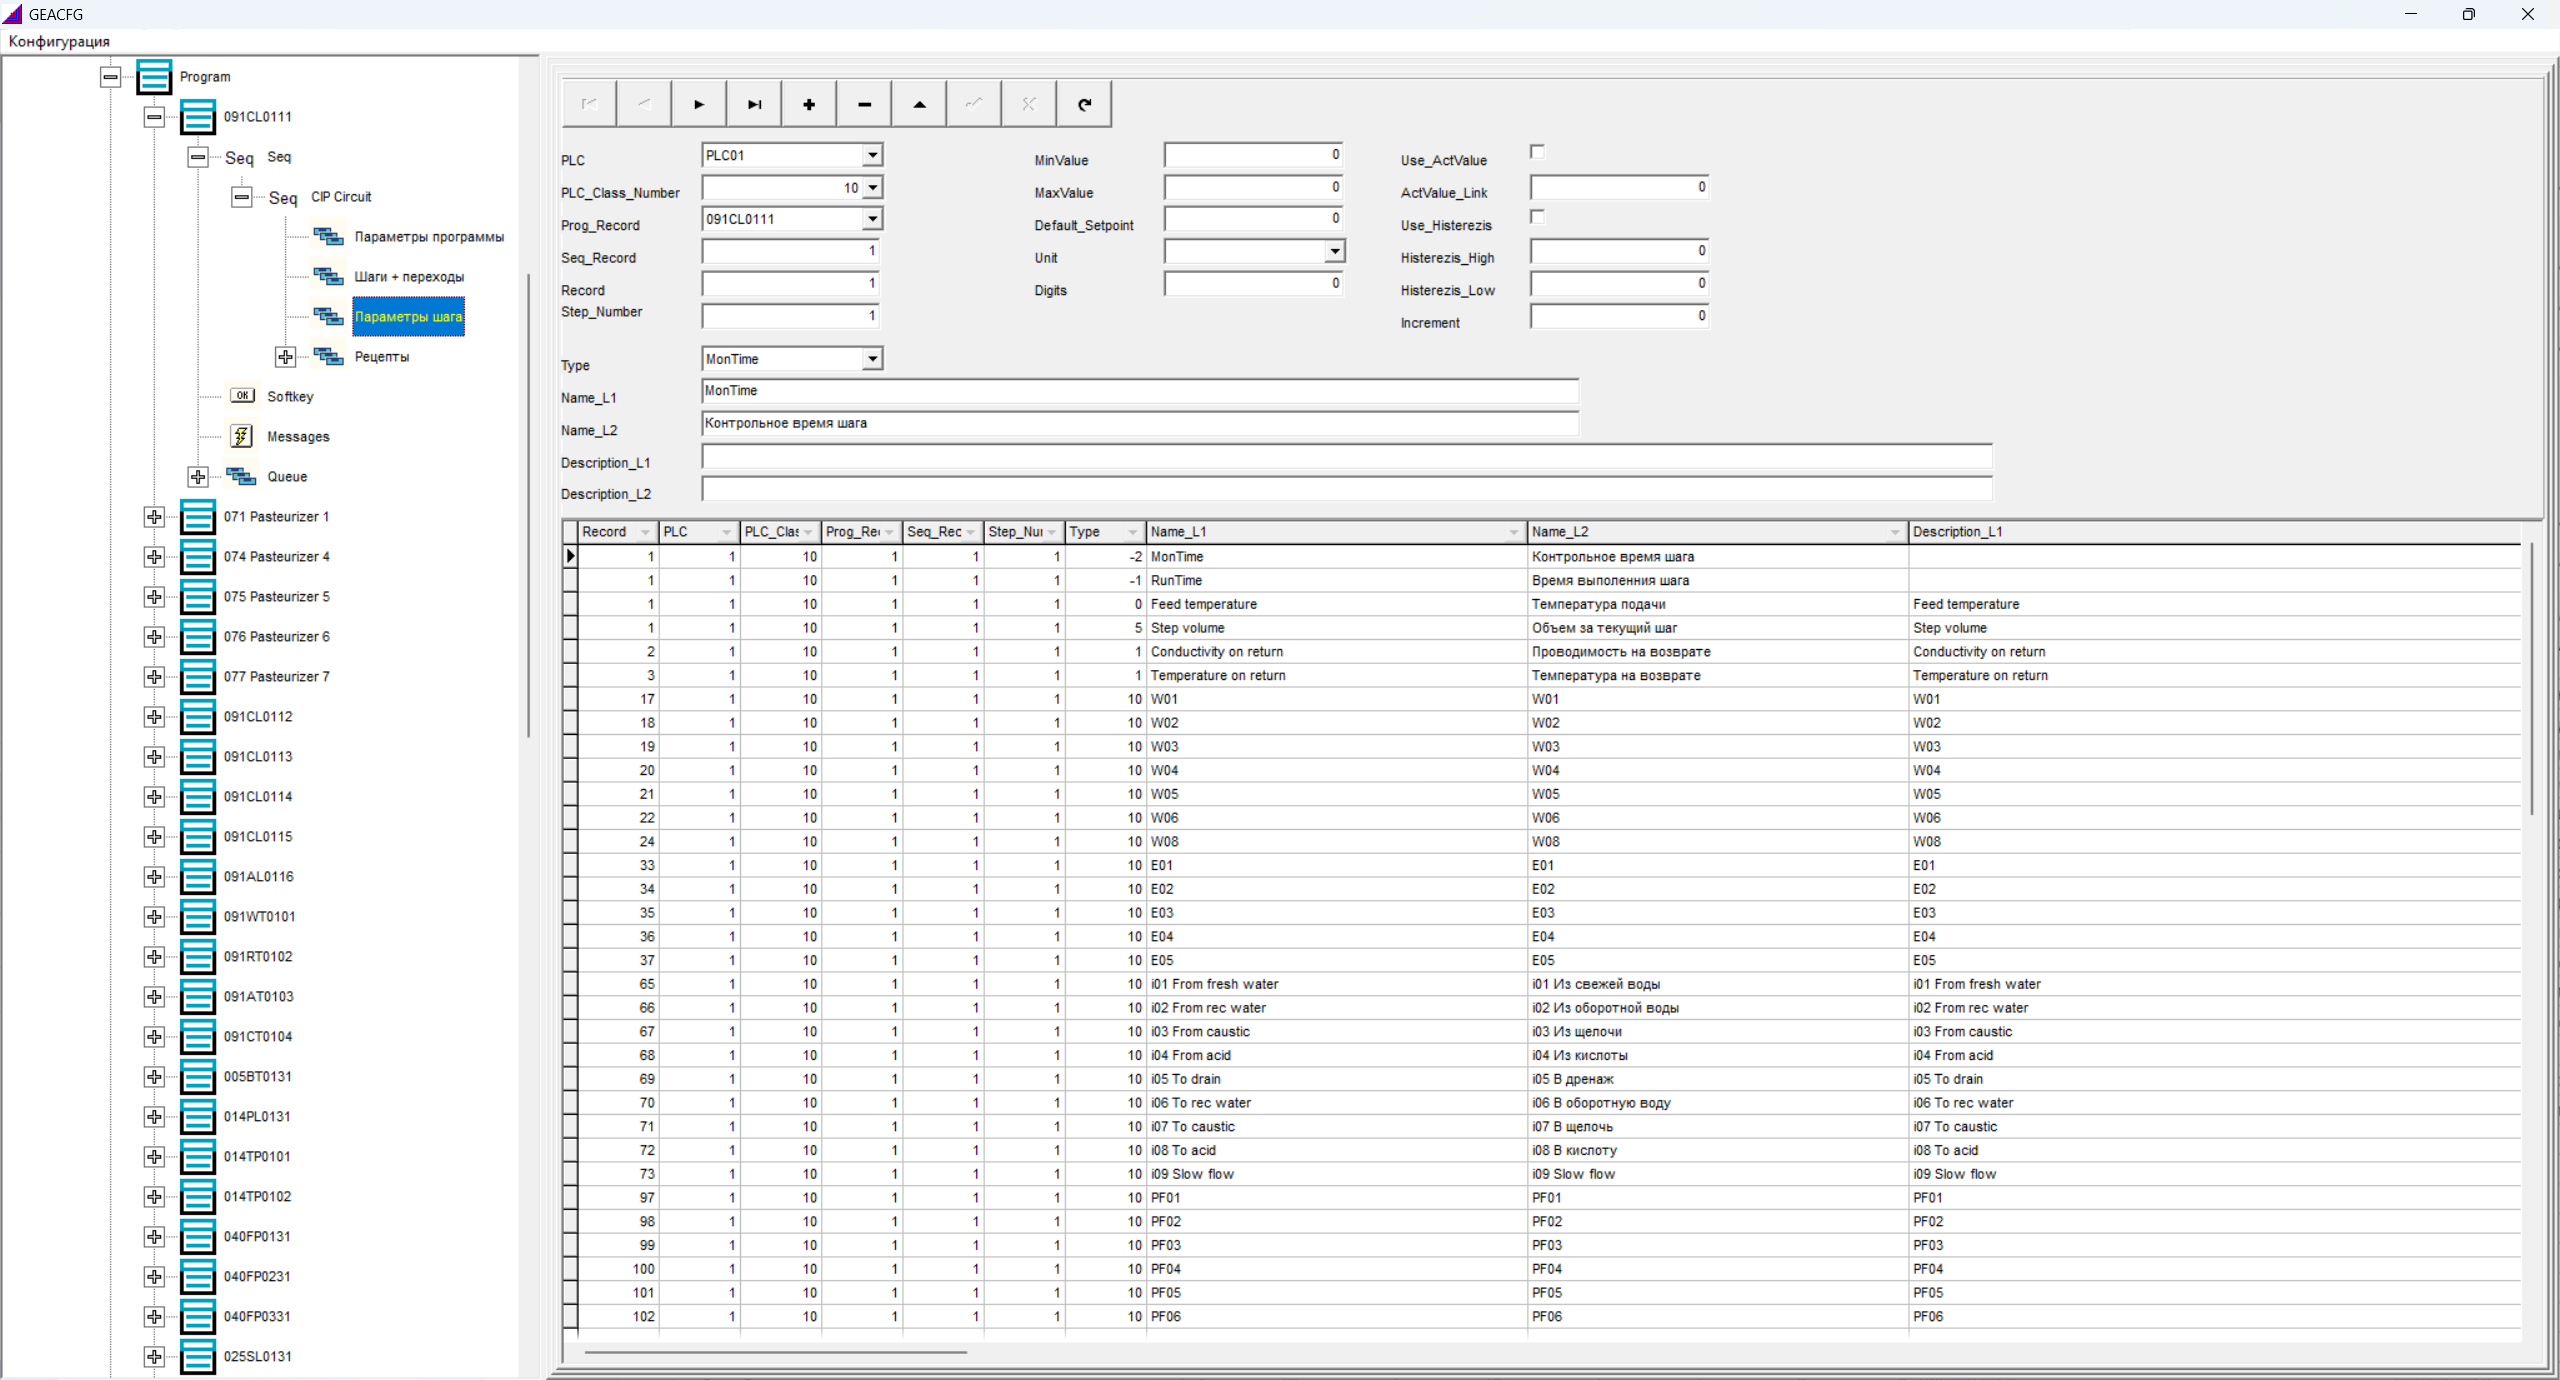 GEACFG
Конфигурация
Program
091CL0111
Seq Seq
Seq CIP Circuit
Параметры программы
Шаги + переходы
Параметры шага
Рецепты
OK Softkey
Messages
Queue
071 Pasteurizer 1
074 Pasteurizer 4
075 Pasteurizer 5
076 Pasteurizer 6
077 Pasteurizer 7
091CL0112
091CL0113
091CL0114
091CL0115
091AL0116
091WT0101
091RT0102
091AT0103
091CT0104
005BT0131
014PL0131
014TP0101
014TP0102
040FP0131
040FP0231
040FP0331
025SL0131
PLC PLC01
PLC_Class_Number 10
Prog_Record 091CL0111
Seq_Record 1
Record 1
Step_Number 1
MinValue 0
MaxValue 0
Default_Setpoint 0
Unit
Digits 0
Use_ActValue
ActValue_Link 0
Use_Histerezis
Histerezis_High 0
Histerezis_Low 0
Increment 0
Type MonTime
Name_L1 MonTime
Name_L2 Контрольное время шага
Description_L1
Description_L2
Record PLC PLC_Clas Prog_Re Seq_Rec Step_Nu Type Name_L1 Name_L2 Description_L1
1 1 10 1 1 1 -2 MonTime Контрольное время шага
1 1 10 1 1 1 -1 RunTime Время выполенния шага
1 1 10 1 1 1 0 Feed temperature Температура подачи Feed temperature
1 1 10 1 1 1 5 Step volume Объем за текущий шаг Step volume
2 1 10 1 1 1 1 Conductivity on return Проводимость на возврате Conductivity on return
3 1 10 1 1 1 1 Temperature on return Температура на возврате Temperature on return
17 1 10 1 1 1 10 W01 W01 W01
18 1 10 1 1 1 10 W02 W02 W02
19 1 10 1 1 1 10 W03 W03 W03
20 1 10 1 1 1 10 W04 W04 W04
21 1 10 1 1 1 10 W05 W05 W05
22 1 10 1 1 1 10 W06 W06 W06
24 1 10 1 1 1 10 W08 W08 W08
33 1 10 1 1 1 10 E01 E01 E01
34 1 10 1 1 1 10 E02 E02 E02
35 1 10 1 1 1 10 E03 E03 E03
36 1 10 1 1 1 10 E04 E04 E04
37 1 10 1 1 1 10 E05 E05 E05
65 1 10 1 1 1 10 i01 From fresh water i01 Из свежей воды i01 From fresh water
66 1 10 1 1 1 10 i02 From rec water i02 Из оборотной воды i02 From rec water
67 1 10 1 1 1 10 i03 From caustic i03 Из щелочи i03 From caustic
68 1 10 1 1 1 10 i04 From acid i04 Из кислоты i04 From acid
69 1 10 1 1 1 10 i05 To drain i05 В дренаж i05 To drain
70 1 10 1 1 1 10 i06 To rec water i06 В оборотную воду i06 To rec water
71 1 10 1 1 1 10 i07 To caustic i07 В щелочь i07 To caustic
72 1 10 1 1 1 10 i08 To acid i08 В кислоту i08 To acid
73 1 10 1 1 1 10 i09 Slow flow i09 Slow flow i09 Slow flow
97 1 10 1 1 1 10 PF01 PF01 PF01
98 1 10 1 1 1 10 PF02 PF02 PF02
99 1 10 1 1 1 10 PF03 PF03 PF03
100 1 10 1 1 1 10 PF04 PF04 PF04
101 1 10 1 1 1 10 PF05 PF05 PF05
102 1 10 1 1 1 10 PF06 PF06 PF06